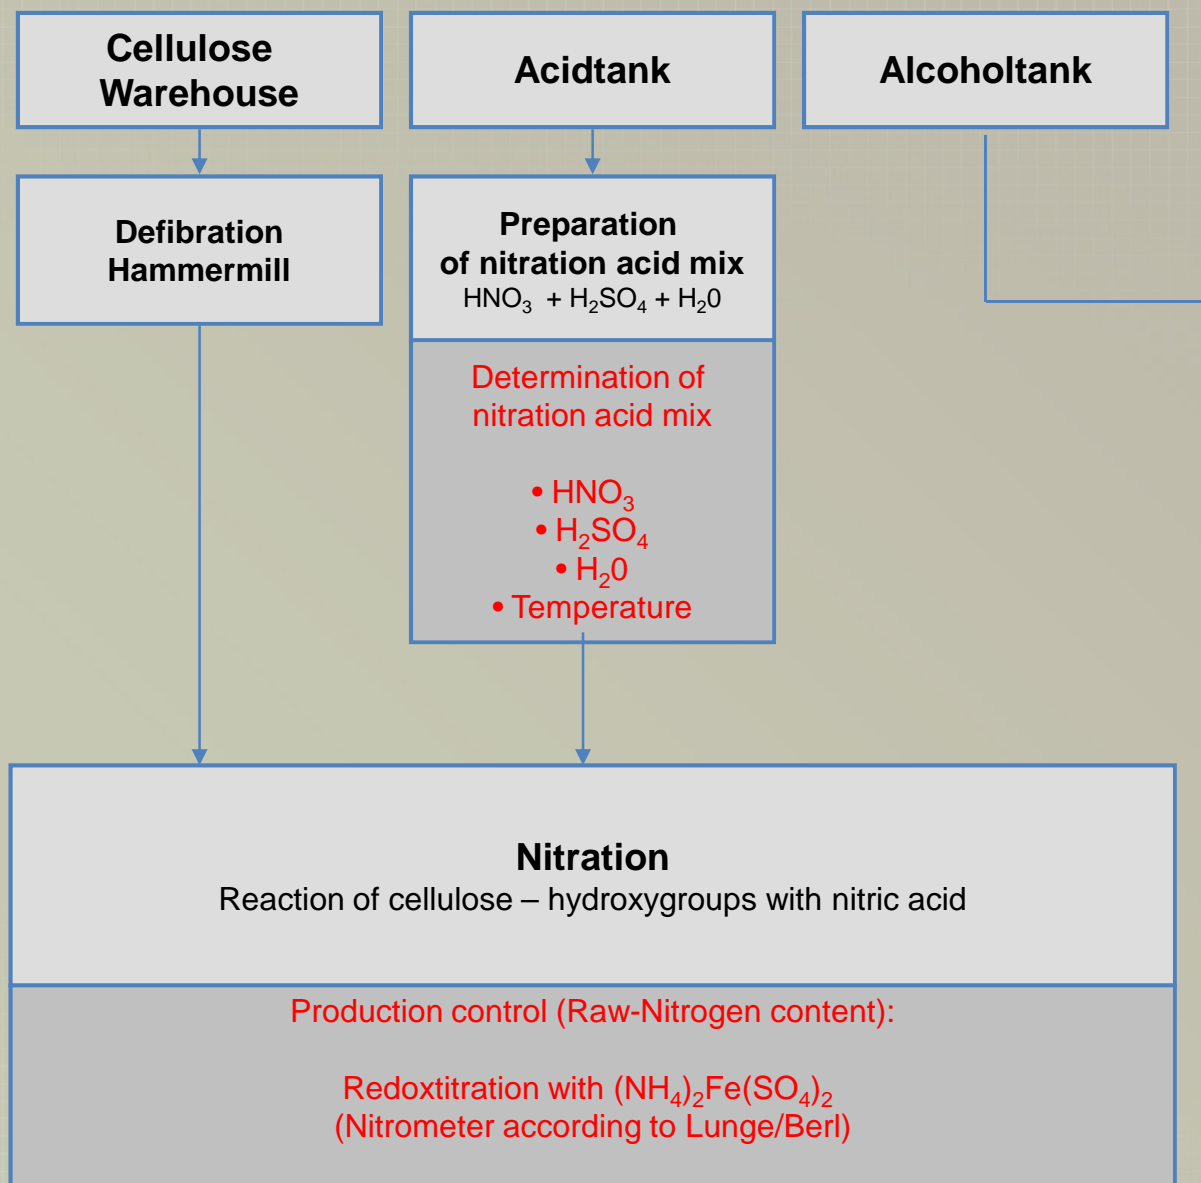 Cellulose
Warehouse
Acidtank
Alcoholtank
Defibration
Hammermill
Preparation
of nitration acid mix
HNO₃ + H₂SO₄ + H₂0
Determination of
nitration acid mix
• HNO₃
• H₂SO₄
• H₂0
• Temperature
Nitration
Reaction of cellulose – hydroxygroups with nitric acid
Production control (Raw-Nitrogen content):
Redoxtitration with (NH₄)₂Fe(SO₄)₂
(Nitrometer according to Lunge/Berl)